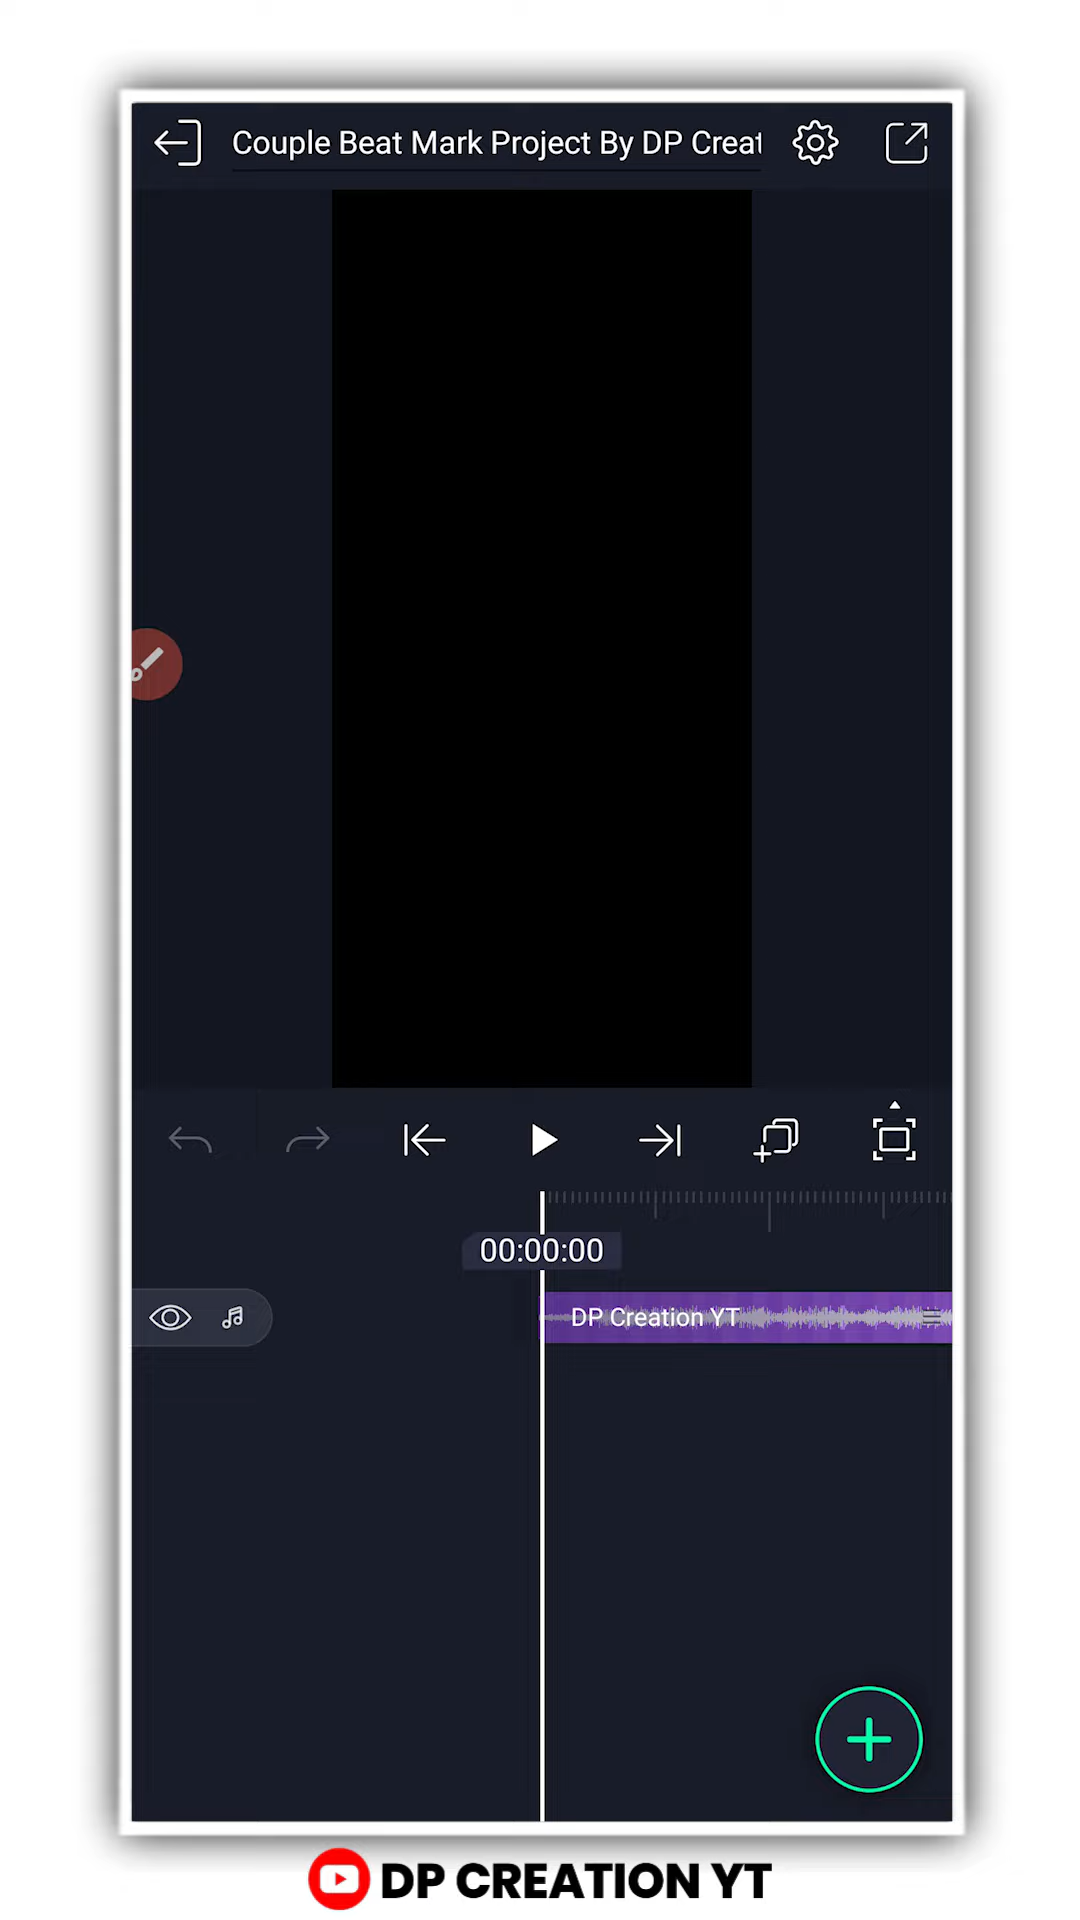 Couple Beat Mark Project By DP Creat
00:00:00
DP Creation YT
DP CREATION YT